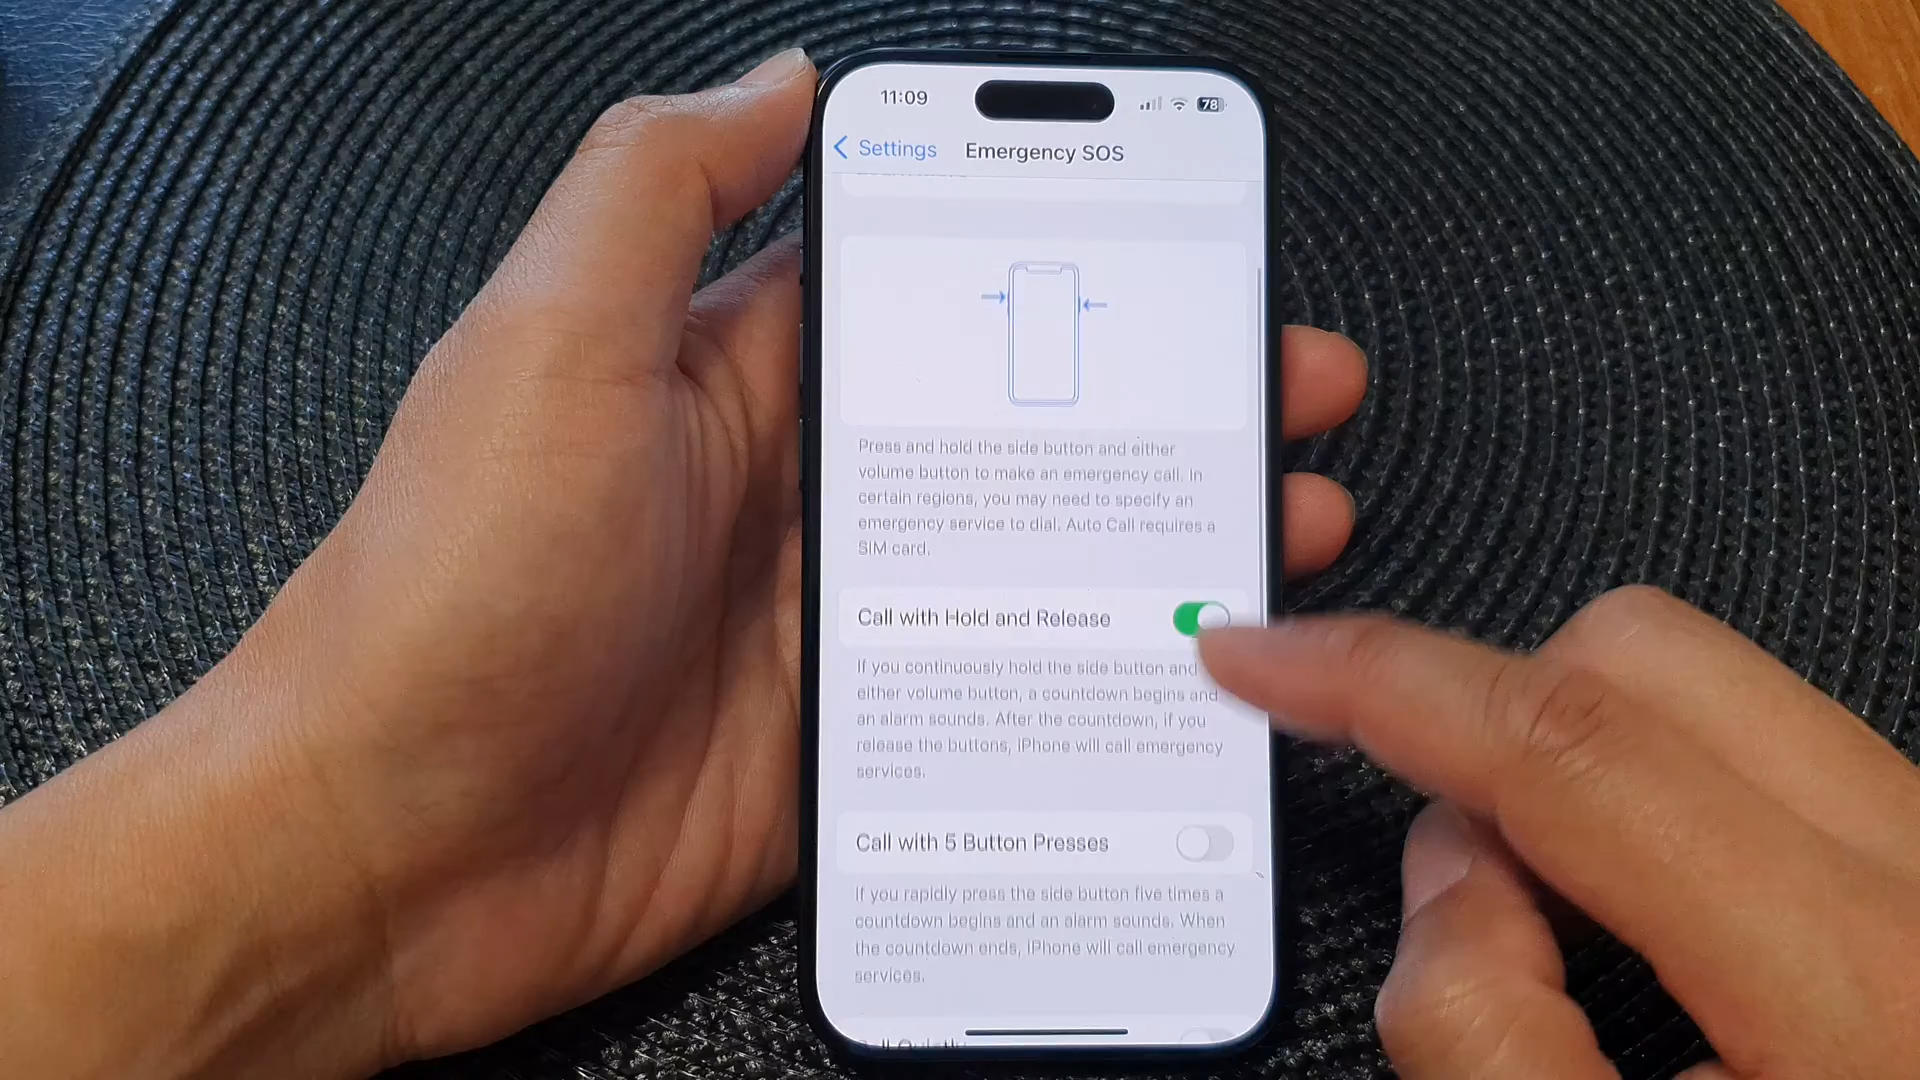 11:09
78
Settings
Emergency SOS
Press and hold the side button and either
volume button to make an emergency call. In
certain regions, you may need to specify an
emergency service to dial. Auto Call requires a
SIM card.
Call with Hold and Release
If you continuously hold the side button and
either volume button, a countdown begins and
an alarm sounds. After the countdown, if you
release the buttons, iPhone will call emergency
services.
Call with 5 Button Presses
If you rapidly press the side button five times a
countdown begins and an alarm sounds. When
the countdown ends, iPhone will call emergency
services.